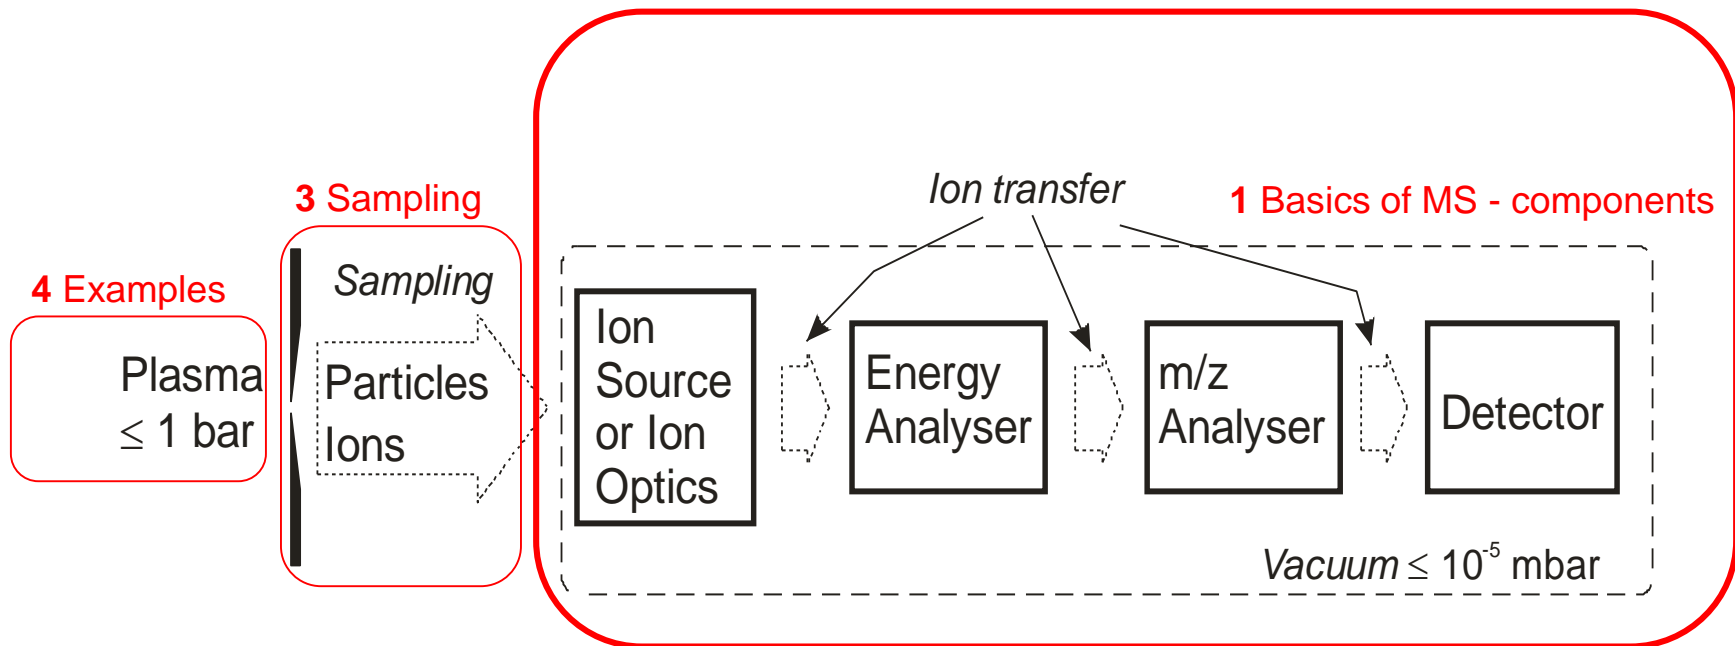 4 Examples
Plasma
≤ 1 bar
3 Sampling
Sampling
Particles
Ions
1 Basics of MS - components
Ion transfer
Ion
Source
or Ion
Optics
Energy
Analyser
m/z
Analyser
Detector
Vacuum ≤ 10⁻⁵ mbar